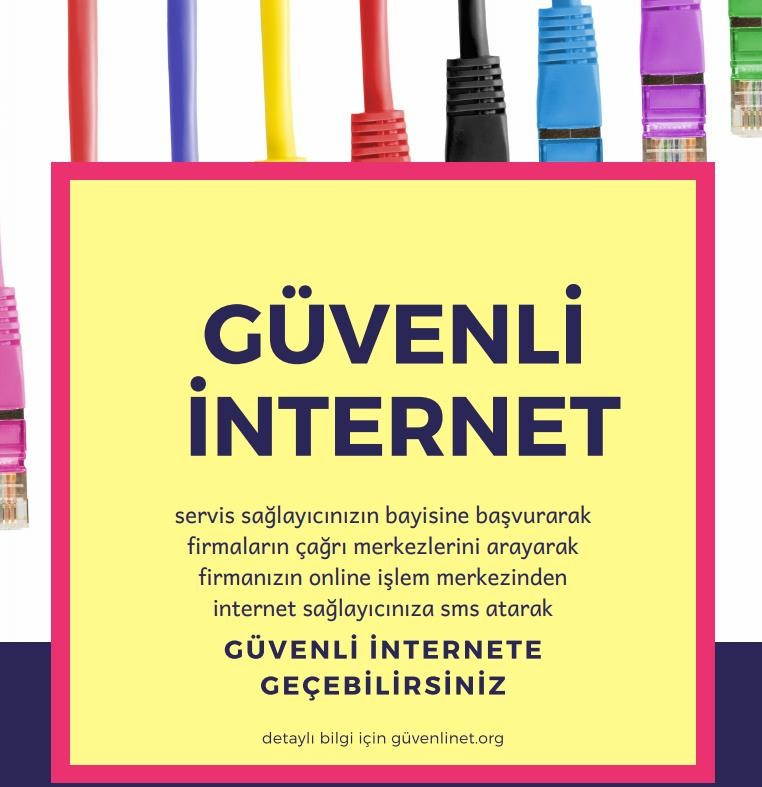 GÜVENLİ
İNTERNET
servis sağlayıcınızın bayisine başvurarak
firmaların çağrı merkezlerini arayarak
firmanızın online işlem merkezinden
internet sağlayıcınıza sms atarak
GÜVENLİ İNTERNETE
GEÇEBİLİRSİNİZ
detaylı bilgi için güvenlinet.org